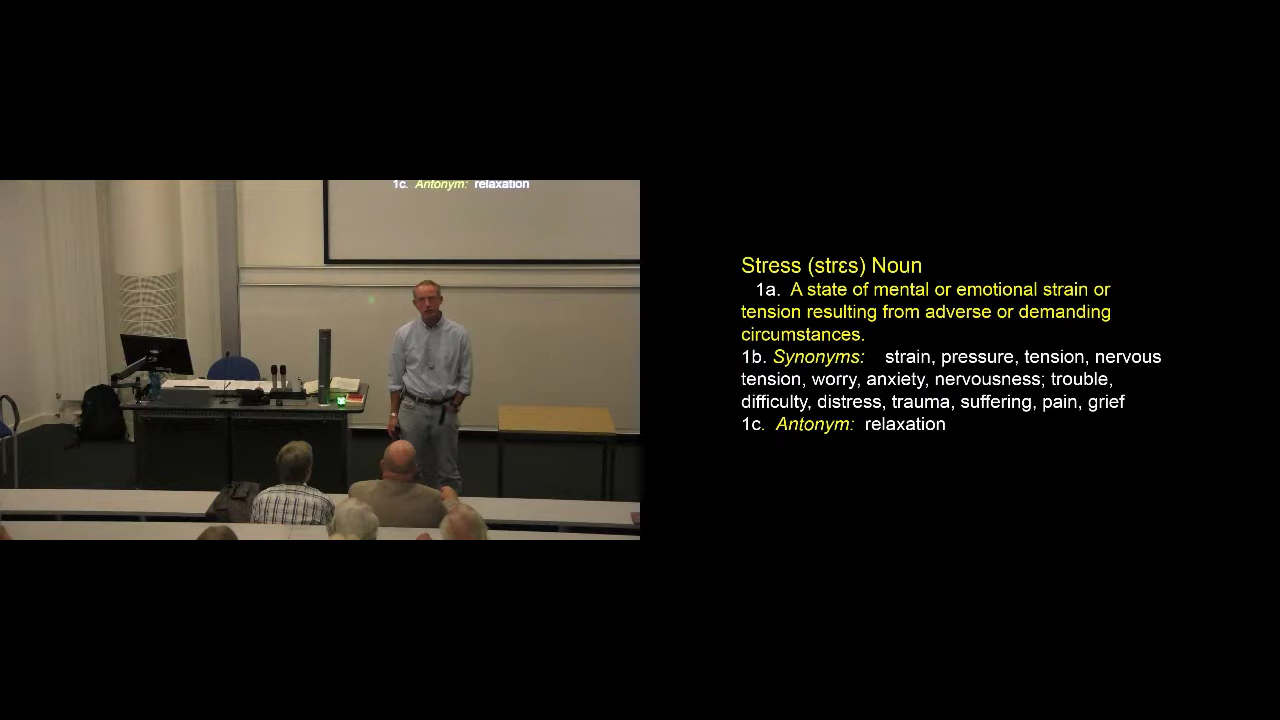 1c. Antonym: relaxation
Stress (strɛs) Noun
1a. A state of mental or emotional strain or
tension resulting from adverse or demanding
circumstances.
1b. Synonyms: strain, pressure, tension, nervous
tension, worry, anxiety, nervousness; trouble,
difficulty, distress, trauma, suffering, pain, grief
1c. Antonym: relaxation